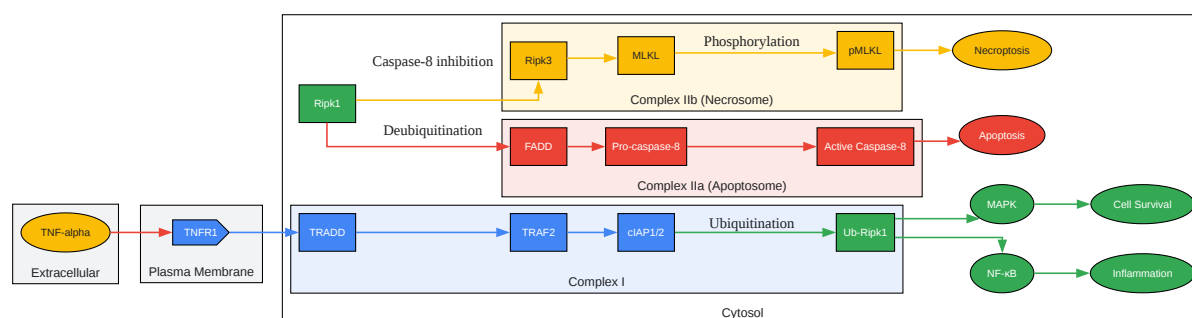 Caspase-8 inhibition
Ripk3
MLKL
Phosphorylation
pMLKL
Necroptosis
Complex IIb (Necrosome)
Ripk1
Deubiquitination
FADD
Pro-caspase-8
Active Caspase-8
Apoptosis
Complex IIa (Apoptosome)
TNF-alpha
Extracellular
TNFR1
Plasma Membrane
TRADD
TRAF2
cIAP1/2
Ubiquitination
Ub-Ripk1
Complex I
MAPK
Cell Survival
NF-κB
Inflammation
Cytosol